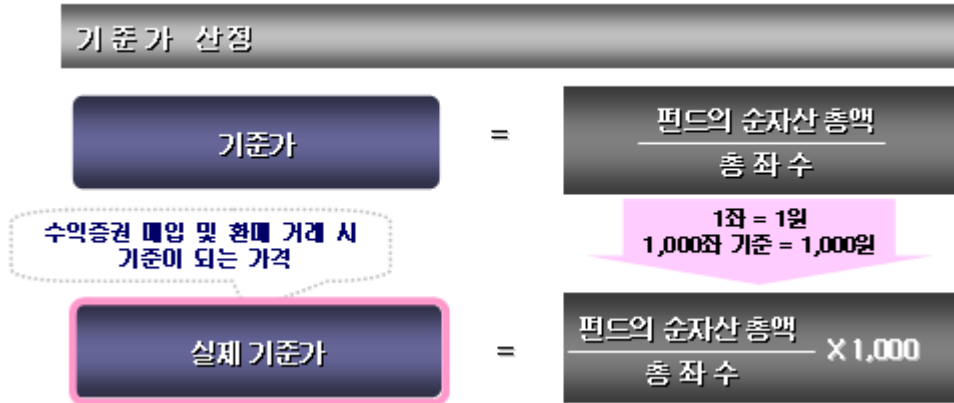 기준가 산정
기준가
=
펀드의 순자산 총액
총 좌 수
수익증권 매입 및 환매 거래 시
기준이 되는 가격
1좌 = 1원
1,000좌 기준 = 1,000원
실제 기준가
=
펀드의 순자산 총액
총 좌 수
X 1,000